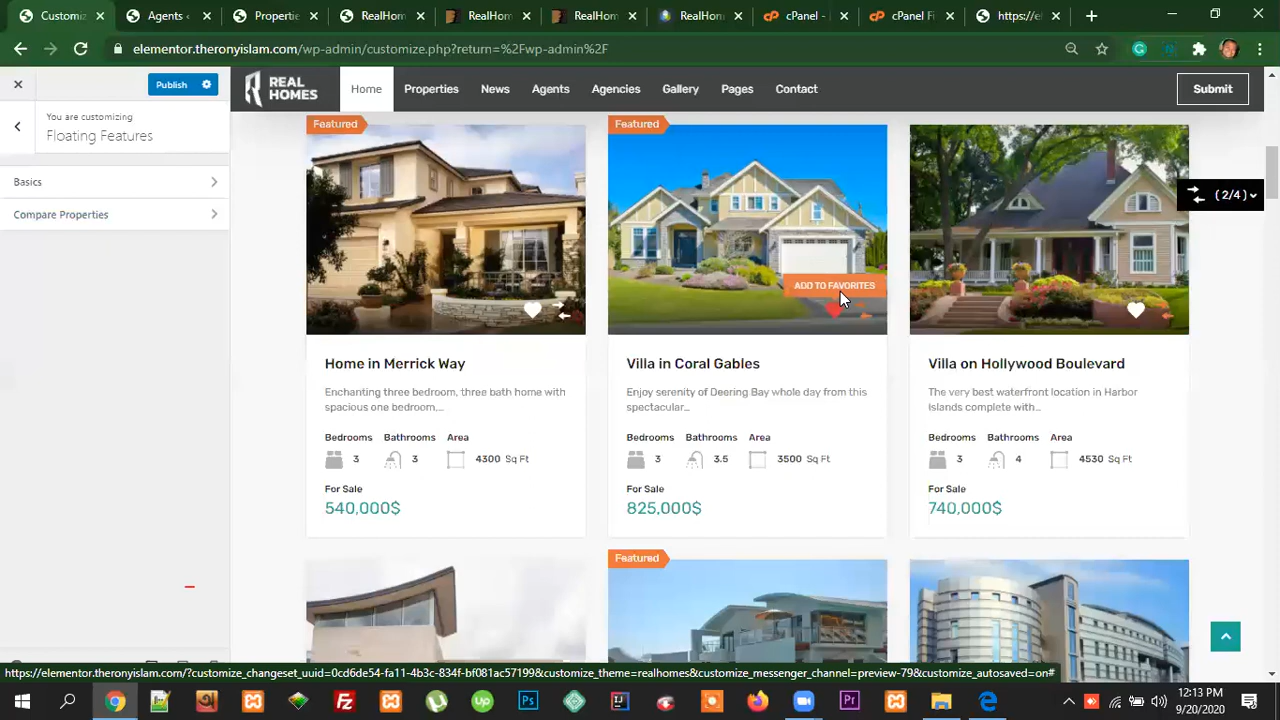 Customiz
Agents ‹
Propertie
RealHom
RealHom
RealHom
RealHom
cPanel -
cPanel F
https://el
elementor.theronyislam.com/wp-admin/customize.php?return=%2Fwp-admin%2F
Publish
You are customizing
Floating Features
Basics
Compare Properties
REAL
HOMES
Home
Properties
News
Agents
Agencies
Gallery
Pages
Contact
Submit
(2/4)
Featured
Featured
ADD TO FAVORITES
Home in Merrick Way
Enchanting three bedroom, three bath home with
spacious one bedroom,...
Bedrooms Bathrooms Area
3 3 4300 Sq Ft
For Sale
540,000$
Villa in Coral Gables
Enjoy serenity of Deering Bay whole day from this
spectacular...
Bedrooms Bathrooms Area
3 3.5 3500 Sq Ft
For Sale
825,000$
Villa on Hollywood Boulevard
The very best waterfront location in Harbor
Islands complete with...
Bedrooms Bathrooms Area
3 4 4530 Sq Ft
For Sale
740,000$
Featured
https://elementor.theronyislam.com/?customize_changeset_uuid=0cd6de54-fa11-4b3c-834f-bf081ac57199&customize_theme=realhomes&customize_messenger_channel=preview-79&customize_autosaved=on#
12:13 PM
9/20/2020